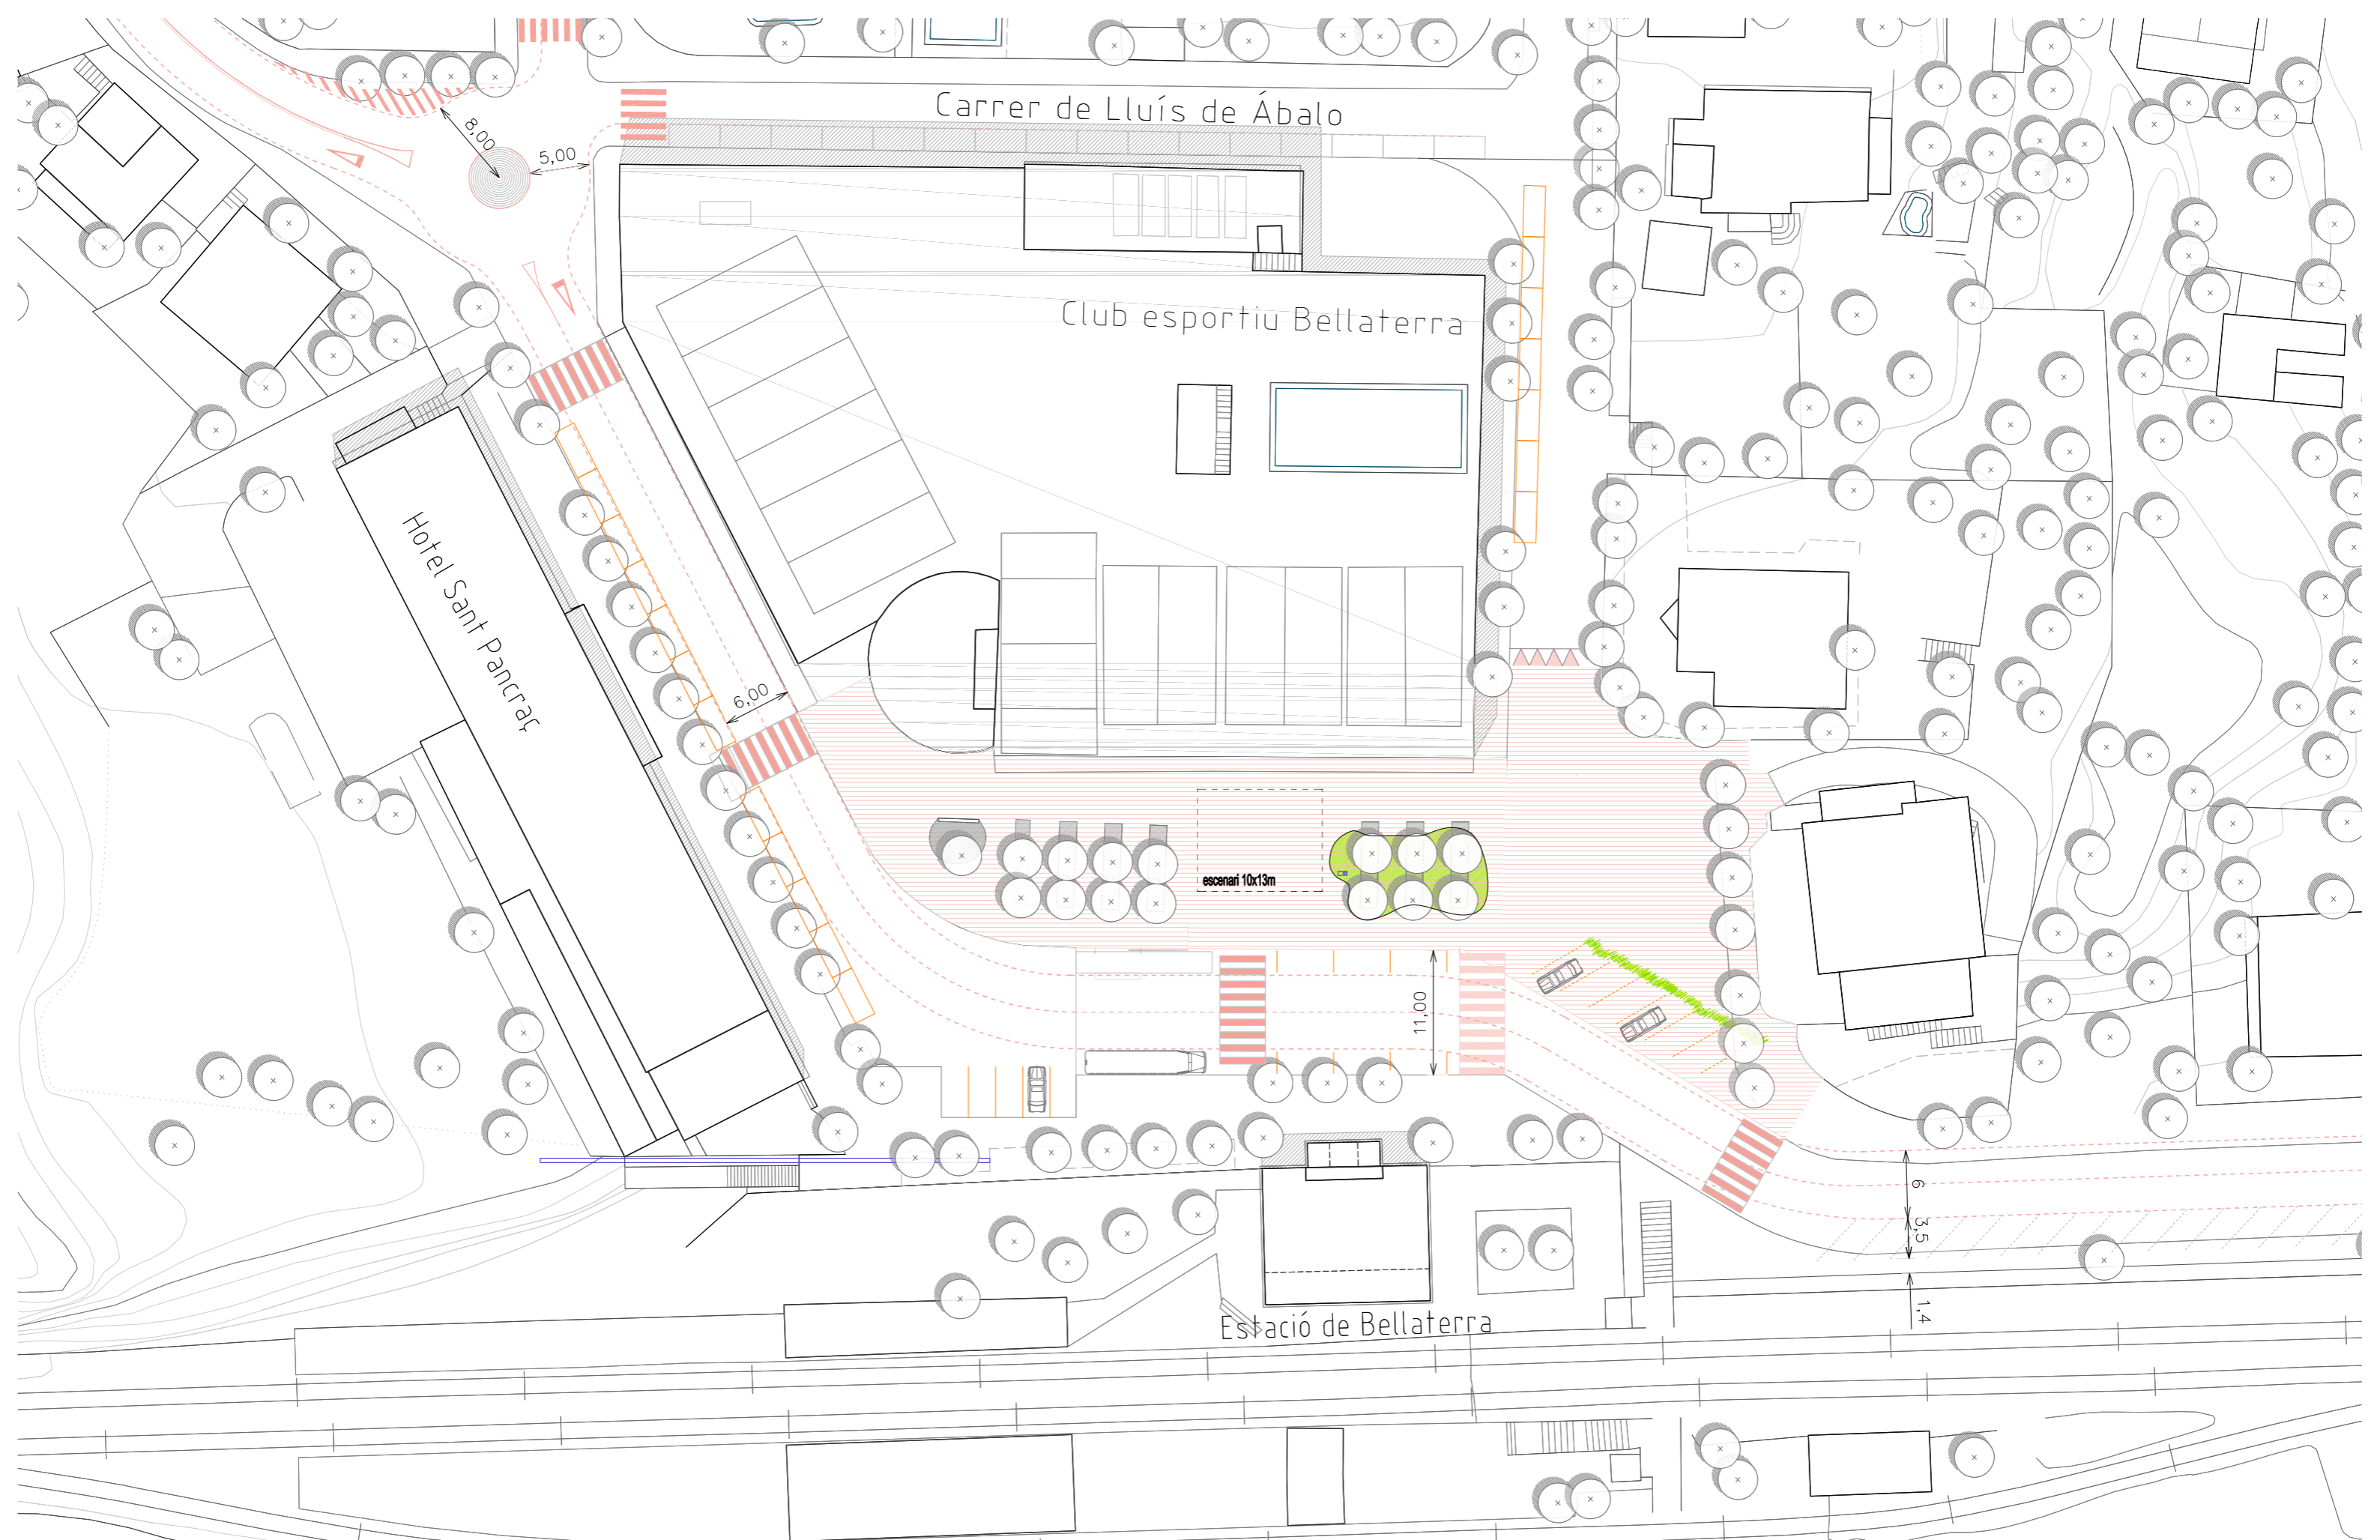 Carrer de Lluís de Ábalo
8,00
5,00
Club esportiu Bellaterra
Hotel Sant Pancraç
6,00
escenari 10x13m
11,00
6
3,5
1,4
Estació de Bellaterra